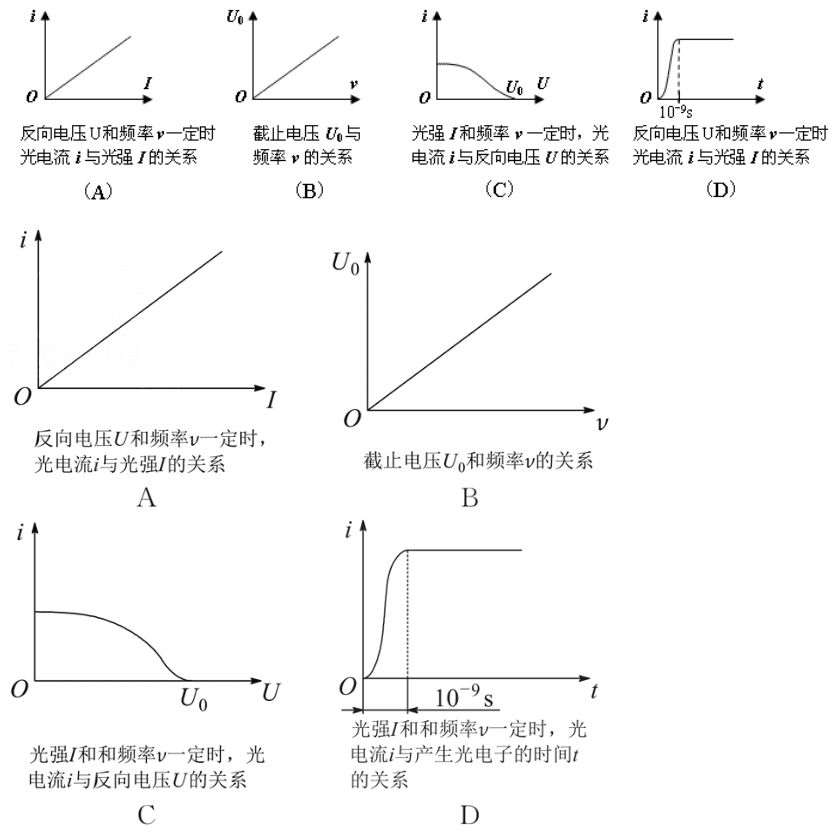 i
I
O
反向电压U和频率ν一定时
光电流i与光强I的关系
(A)
U₀
ν
O
截止电压U₀与
频率ν的关系
(B)
i
U₀
U
O
光强I和频率ν一定时，光
电流i与反向电压U的关系
(C)
i
t
O
10⁻⁹s
反向电压U和频率ν一定时
光电流i与光强I的关系
(D)
i
O
I
反向电压U和频率ν一定时，
光电流i与光强I的关系
A
U₀
O
ν
截止电压U₀和频率ν的关系
B
i
O
U₀
U
光强I和和频率ν一定时，光
电流i与反向电压U的关系
C
i
O
t
10⁻⁹s
光强I和和频率ν一定时，光
电流i与产生光电子的时间t
的关系
D